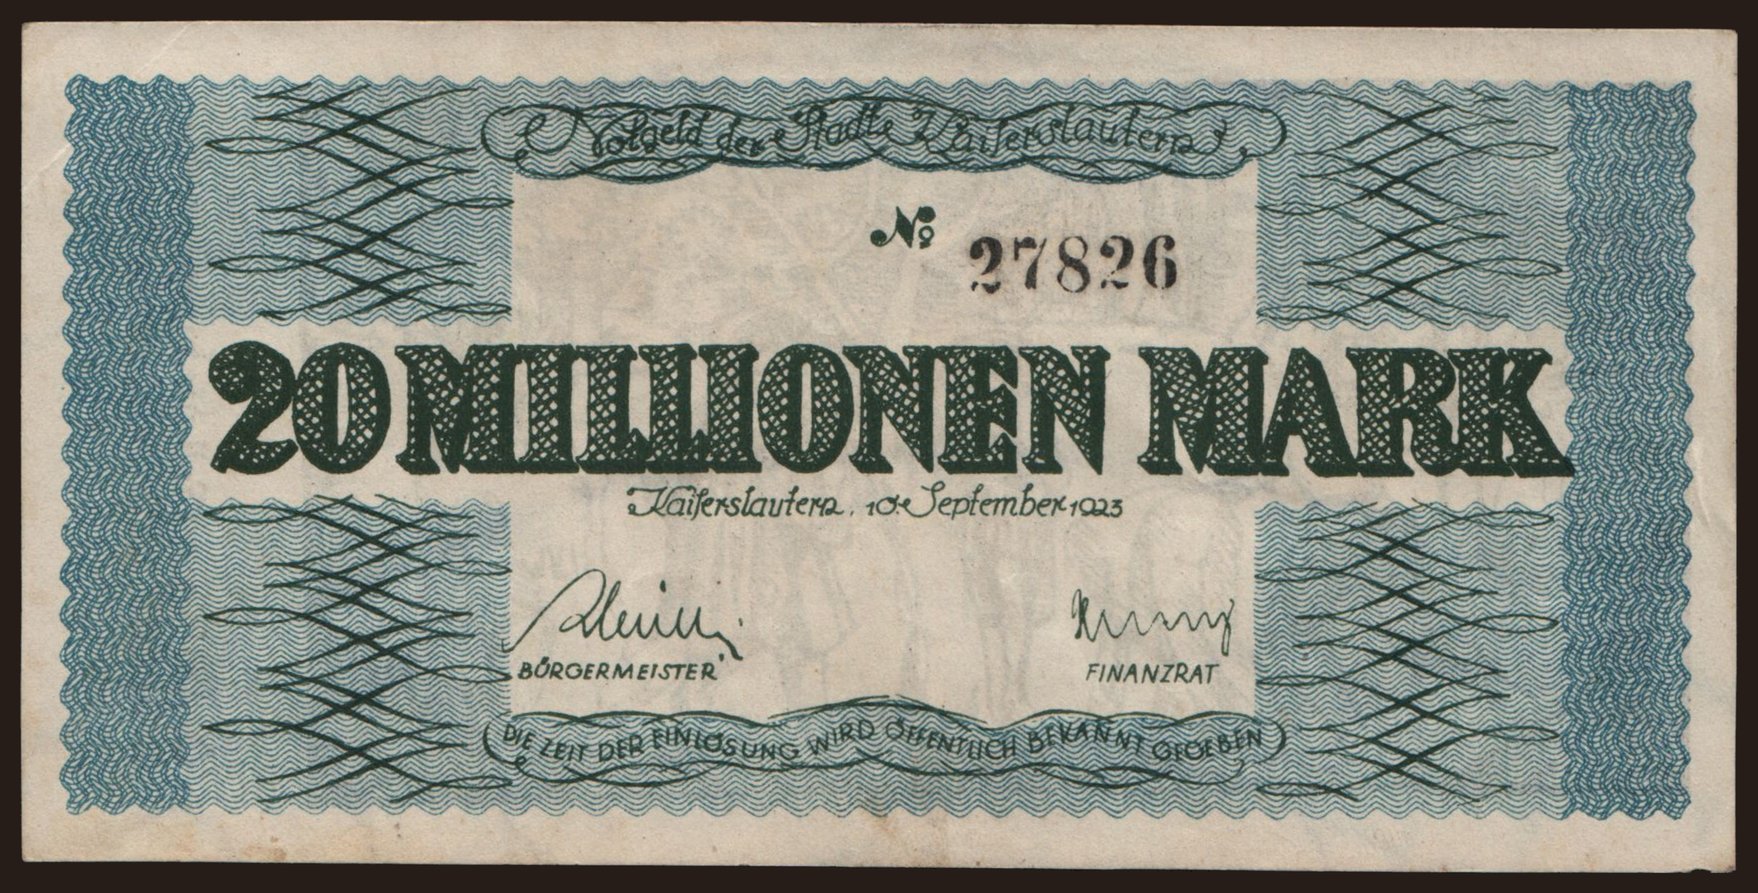 Notgeld der Stadt Kaiserslautern
№ 27826
20 MILLIONEN MARK
Kaiserslautern, 10. September 1923
BÜRGERMEISTER
FINANZRAT
DIE ZEIT DER EINLÖSUNG WIRD ÖFFENTLICH BEKANNT GEGEBEN